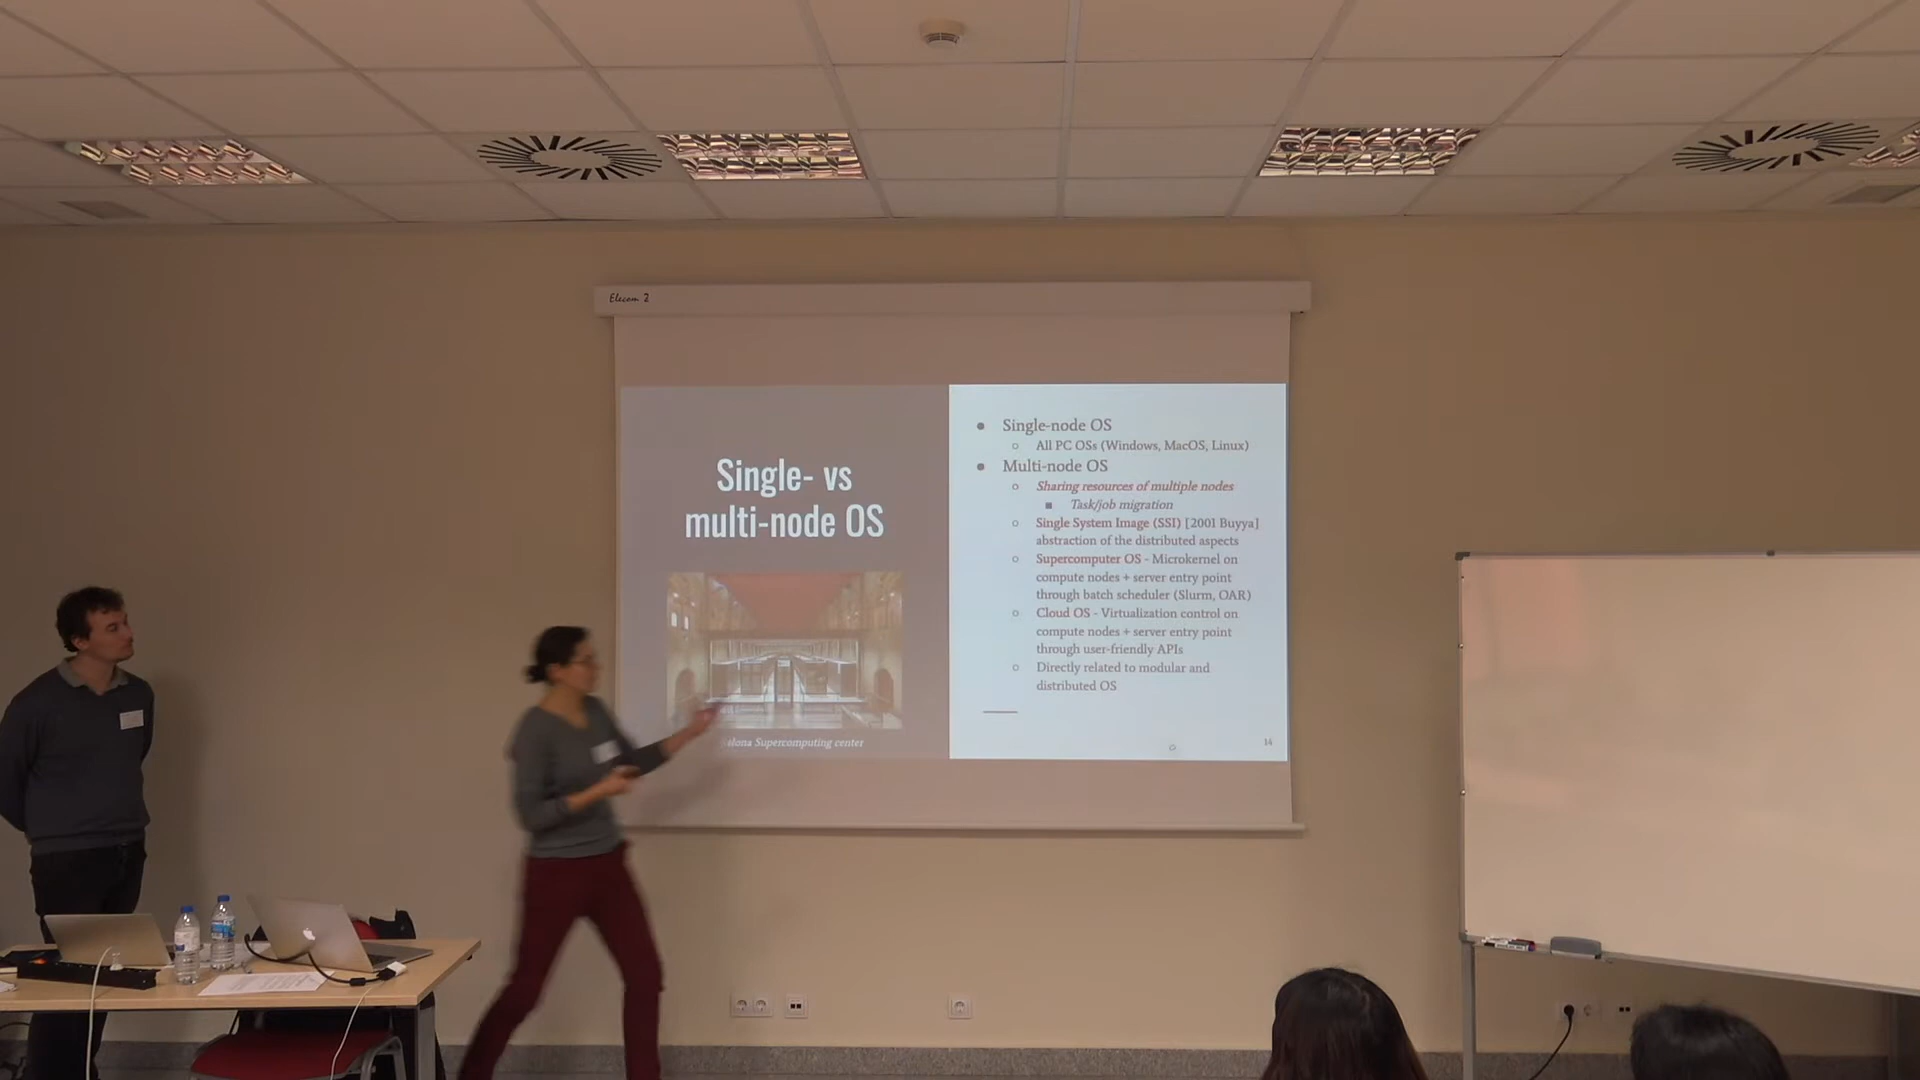 Elecom 2
Single- vs
multi-node OS
elona Supercomputing center
Single-node OS
All PC OSs (Windows, MacOS, Linux)
Multi-node OS
Sharing resources of multiple nodes
Task/job migration
Single System Image (SSI) [2001 Buyya]
abstraction of the distributed aspects
Supercomputer OS - Microkernel on
compute nodes + server entry point
through batch scheduler (Slurm, OAR)
Cloud OS - Virtualization control on
compute nodes + server entry point
through user-friendly APIs
Directly related to modular and
distributed OS
14